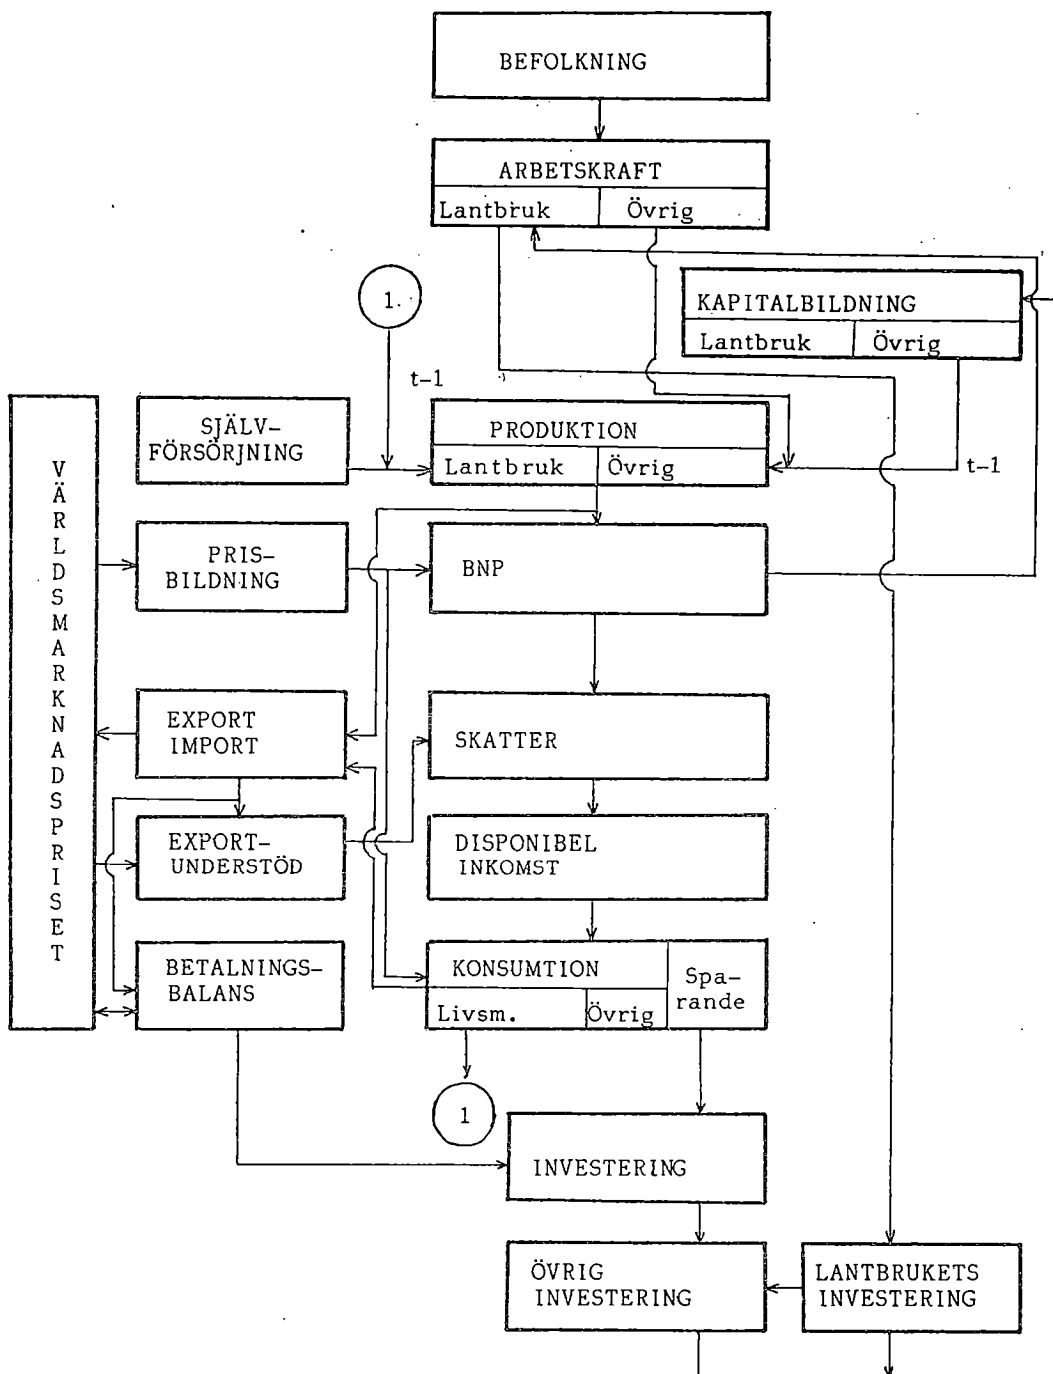 BEFOLKNING
ARBETSKRAFT
Lantbruk
Övrig
1.
KAPITALBILDNING
Lantbruk
Övrig
t-1
SJÄLV-
FÖRSÖRJNING
PRODUKTION
Lantbruk
Övrig
t-1
VÄRLDSMARKNADSPRISET
PRIS-
BILDNING
BNP
EXPORT
IMPORT
SKATTER
EXPORT-
UNDERSTÖD
DISPONIBEL
INKOMST
BETALNINGS-
BALANS
KONSUMTION
Livsm.
Övrig
Spa-
rande
1
INVESTERING
ÖVRIG
INVESTERING
LANTBRUKETS
INVESTERING